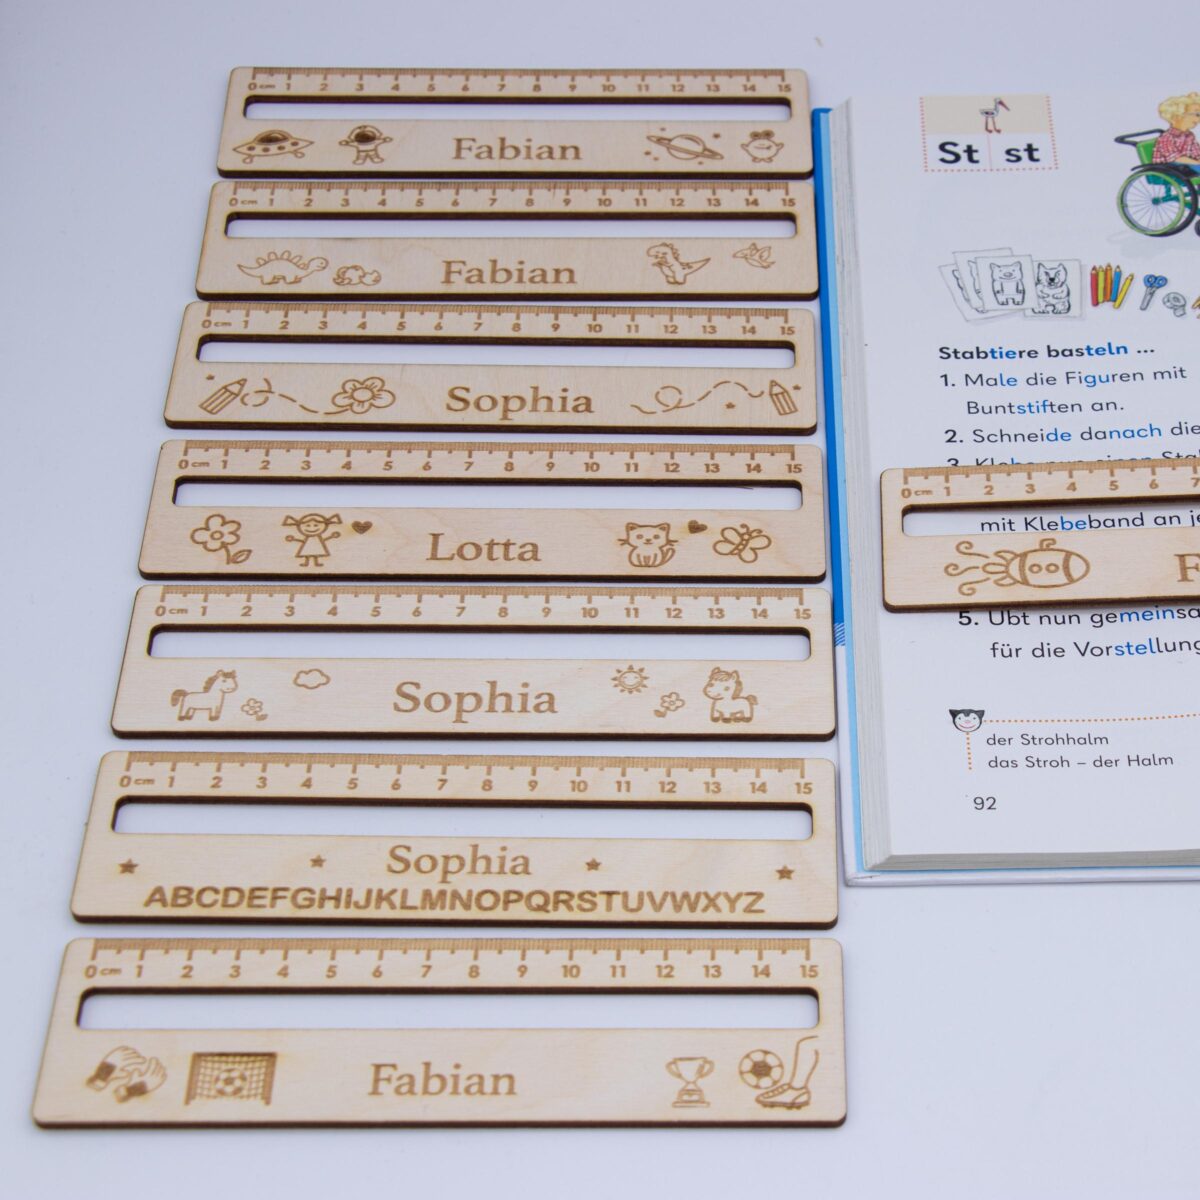 0 cm 1 2 3 4 5 6 7 8 9 10 11 12 13 14 15
Fabian
0 cm 1 2 3 4 5 6 7 8 9 10 11 12 13 14 15
Fabian
0 cm 1 2 3 4 5 6 7 8 9 10 11 12 13 14 15
Sophia
0 cm 1 2 3 4 5 6 7 8 9 10 11 12 13 14 15
Lotta
0 cm 1 2 3 4 5 6 7 8 9 10 11 12 13 14 15
Sophia
0 cm 1 2 3 4 5 6 7 8 9 10 11 12 13 14 15
Sophia
ABCDEFGHIJKLMNOPQRSTUVWXYZ
0 cm 1 2 3 4 5 6 7 8 9 10 11 12 13 14 15
Fabian
St st
Stabtiere basteln ...
1. Male die Figuren mit
Buntstiften an.
2. Schneide danach die
3.
0 cm 1 2 3 4 5 6 7
mit Klebeband an
F
5. Übt nun
für die
der Strohhalm
das Stroh – der Halm
92